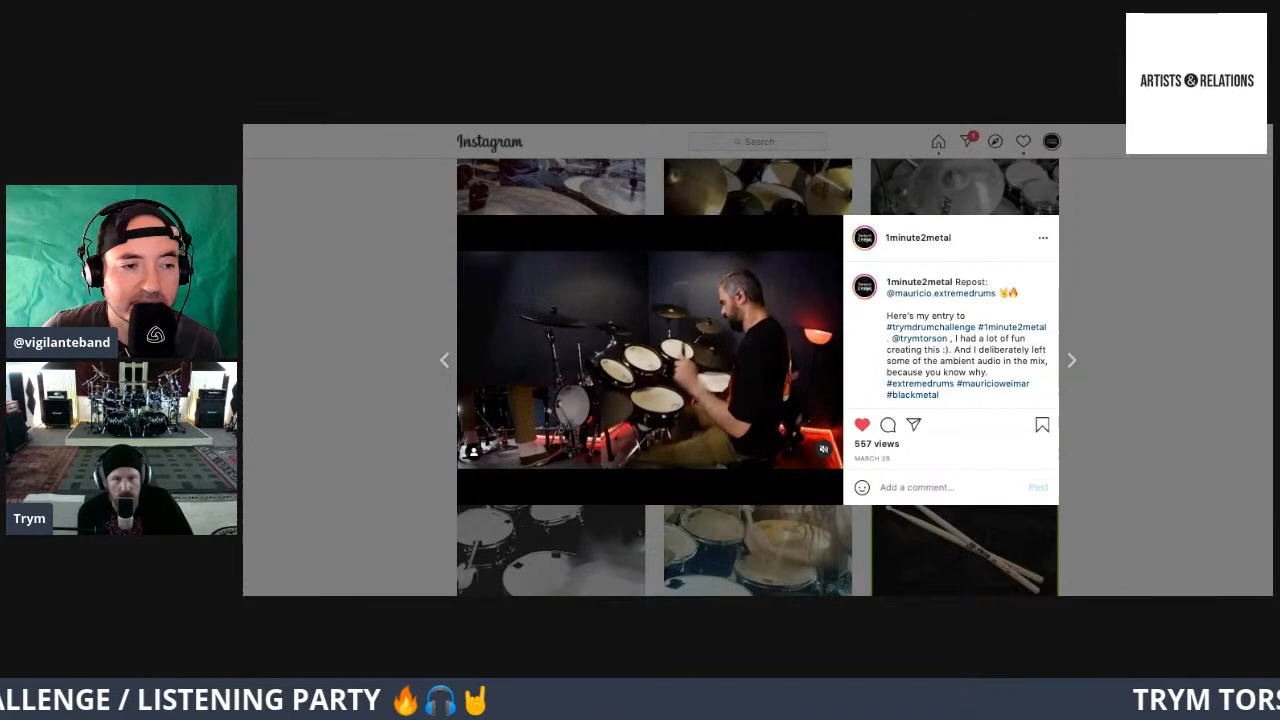 ARTISTS & RELATIONS
Instagram
Search
1
1minute2metal
1minute2metal Repost:
@mauricio.extremedrums 🤘🔥
Here's my entry to
#trymdrumchallenge #1minute2metal
. @trymtorson , I had a lot of fun
creating this :). And I deliberately left
some of the ambient audio in the mix,
because you know why.
#extremedrums #mauricioweimar
#blackmetal
557 views
MARCH 28
Add a comment...
Post
@vigilanteband
Trym
ALLENGE / LISTENING PARTY 🔥🎧🤘
TRYM TORS